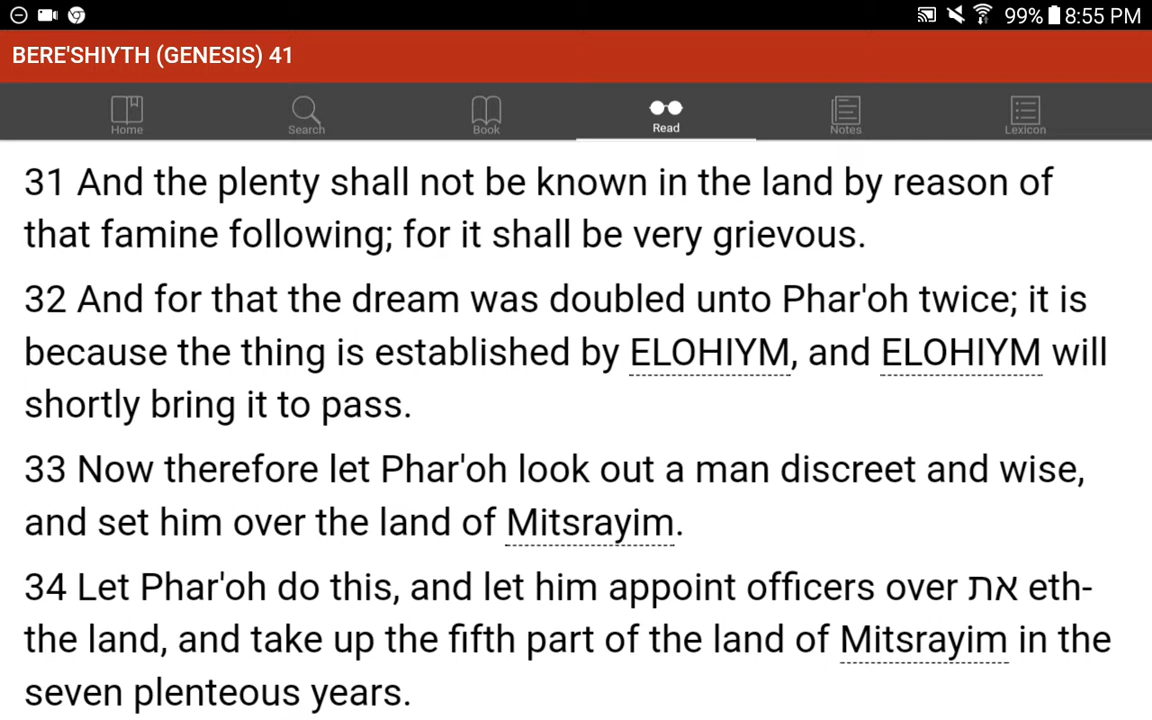 99% 8:55 PM
BERE'SHIYTH (GENESIS) 41
Home Search Book Read Notes Lexicon
31 And the plenty shall not be known in the land by reason of
that famine following; for it shall be very grievous.
32 And for that the dream was doubled unto Phar'oh twice; it is
because the thing is established by ELOHIYM, and ELOHIYM will
shortly bring it to pass.
33 Now therefore let Phar'oh look out a man discreet and wise,
and set him over the land of Mitsrayim.
34 Let Phar'oh do this, and let him appoint officers over את eth-
the land, and take up the fifth part of the land of Mitsrayim in the
seven plenteous years.